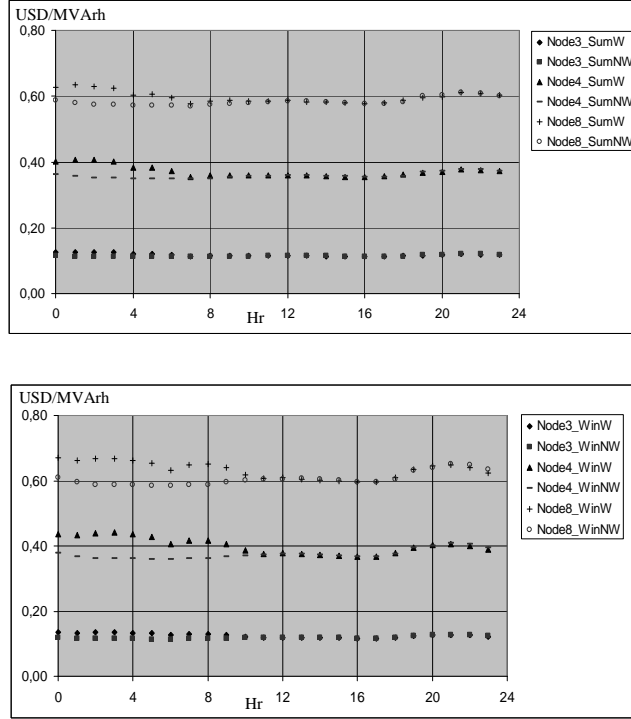 USD/MVArh
0,80
0,60
0,40
0,20
0,00
0 4 8 12 16 20 24
Hr
Node3_SumW
Node3_SumNW
Node4_SumW
Node4_SumNW
Node8_SumW
Node8_SumNW
USD/MVArh
0,80
0,60
0,40
0,20
0,00
0 4 8 12 16 20 24
Hr
Node3_WinW
Node3_WinNW
Node4_WinW
Node4_WinNW
Node8_WinW
Node8_WinNW